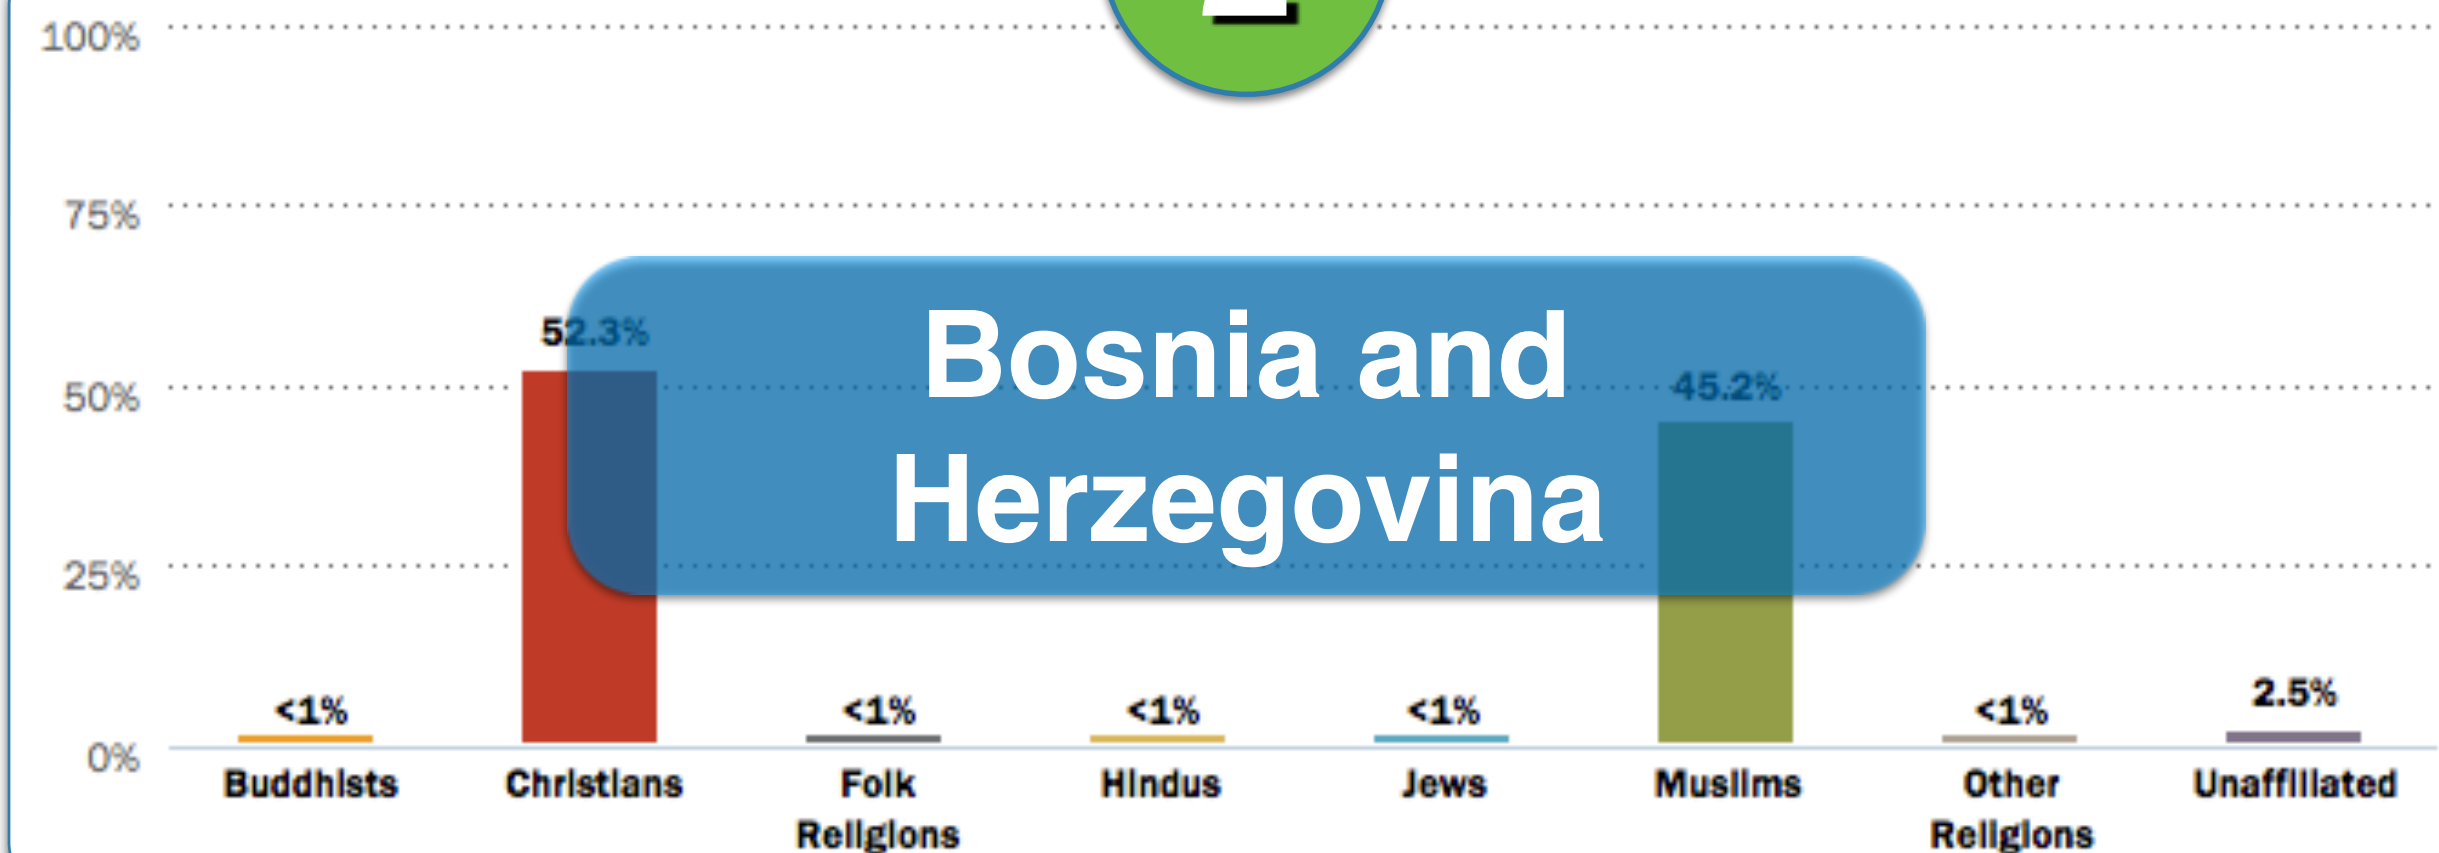 100%
75%
50%
25%
0%
52.3%
45.2%
Bosnia and
Herzegovina
<1%
<1%
<1%
<1%
<1%
2.5%
Buddhists
Christians
Folk
Religions
Hindus
Jews
Muslims
Other
Religions
Unaffiliated